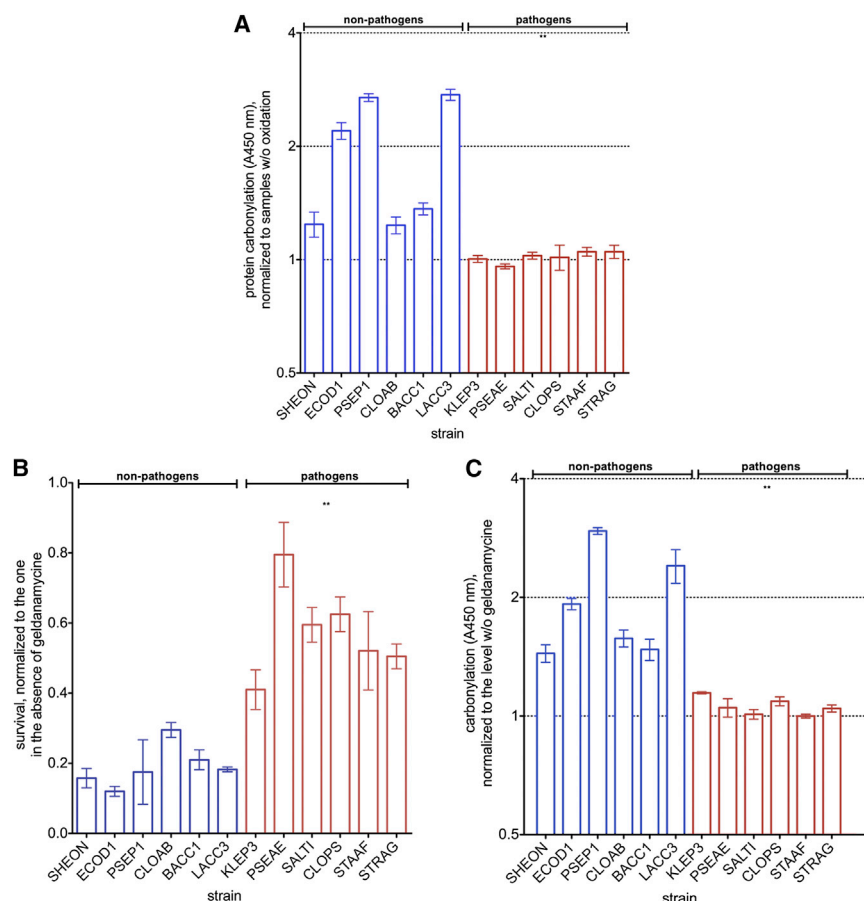 A
non-pathogens
pathogens
**
4
2
1
0.5
protein carbonylation (A450 nm),
normalized to samples w/o oxidation
SHEON
ECOD1
PSEP1
CLOAB
BACC1
LACC3
KLEP3
PSEAE
SALTI
CLOPS
STAAF
STRAG
strain
B
non-pathogens
pathogens
**
1.0
0.8
0.6
0.4
0.2
0.0
survival, normalized to the one
in the absence of geldanamycine
SHEON
ECOD1
PSEP1
CLOAB
BACC1
LACC3
KLEP3
PSEAE
SALTI
CLOPS
STAAF
STRAG
strain
C
non-pathogens
pathogens
**
4
2
1
0.5
carbonylation (A450 nm),
normalized to the level w/o geldanamycine
SHEON
ECOD1
PSEP1
CLOAB
BACC1
LACC3
KLEP3
PSEAE
SALTI
CLOPS
STAAF
STRAG
strain